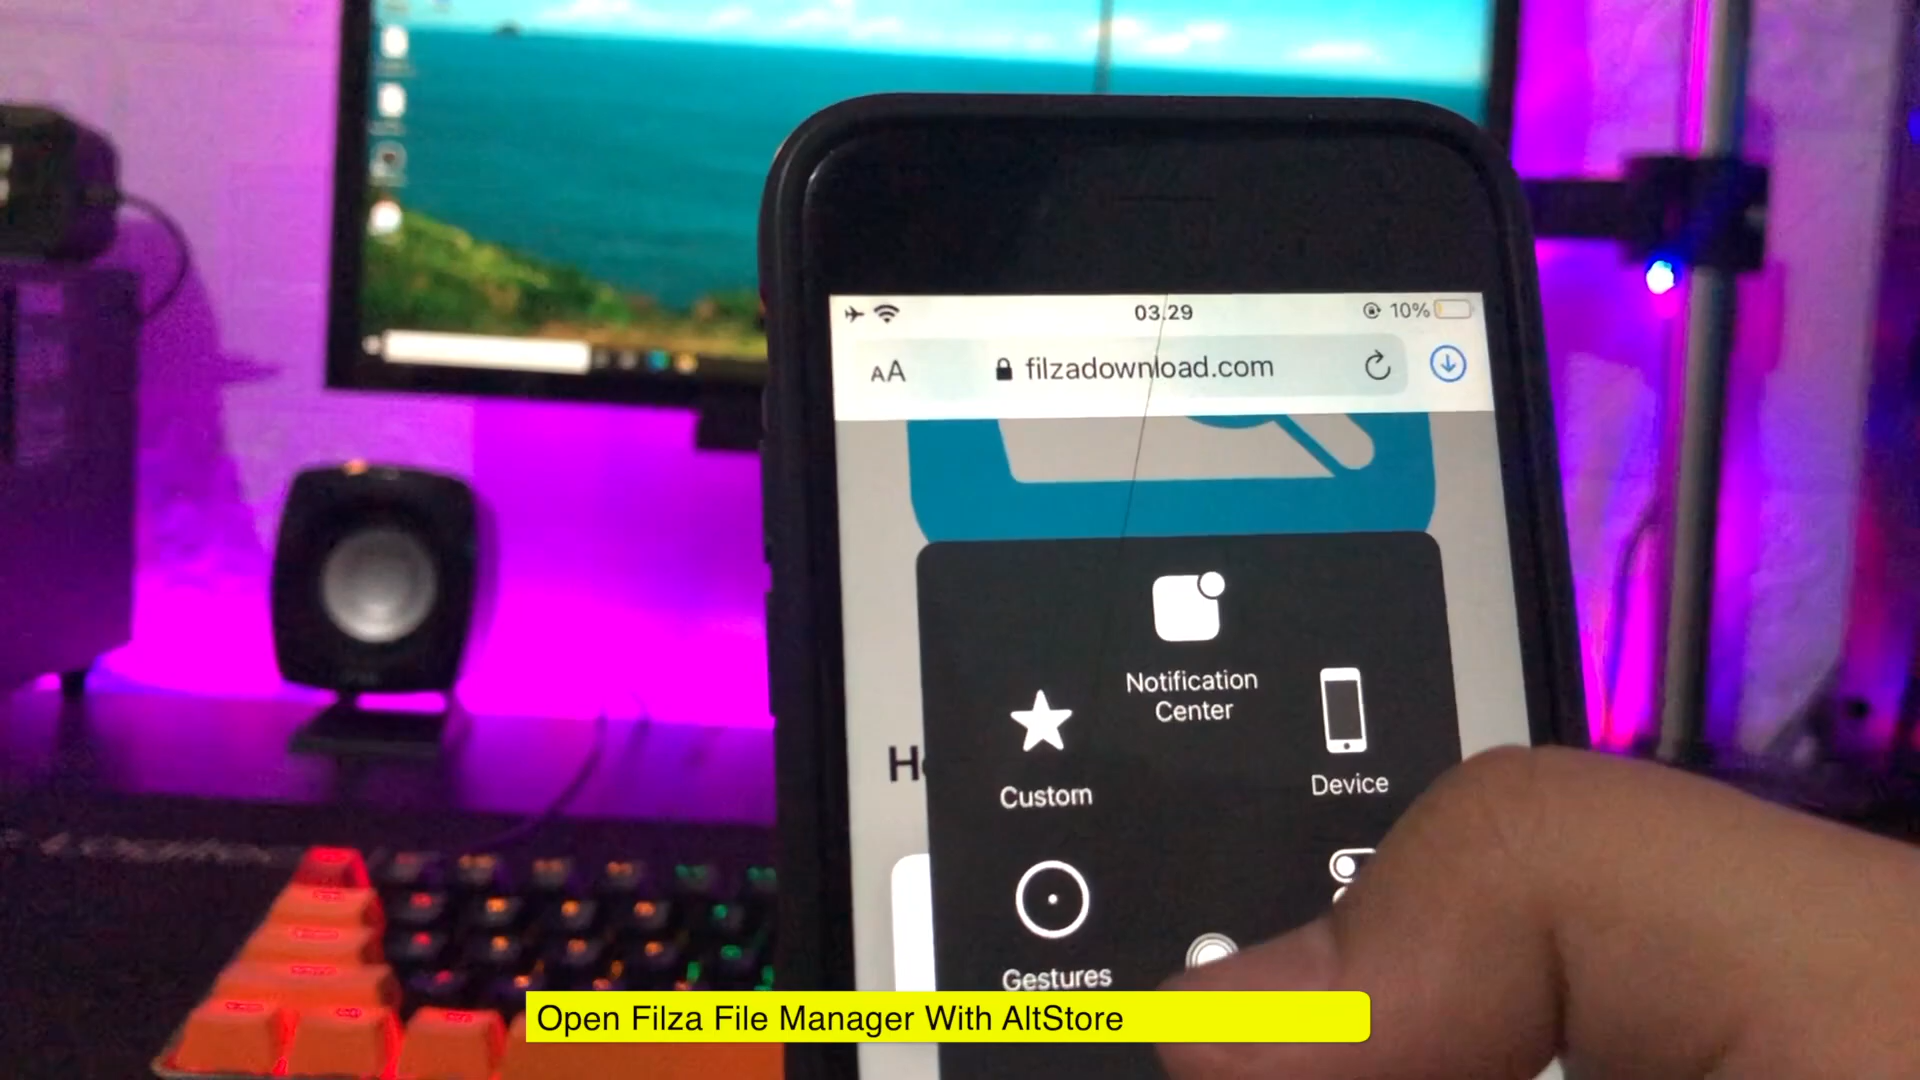 03.29
10%
AA
filzadownload.com
Notification
Center
Custom
Device
Gestures
Open Filza File Manager With AltStore